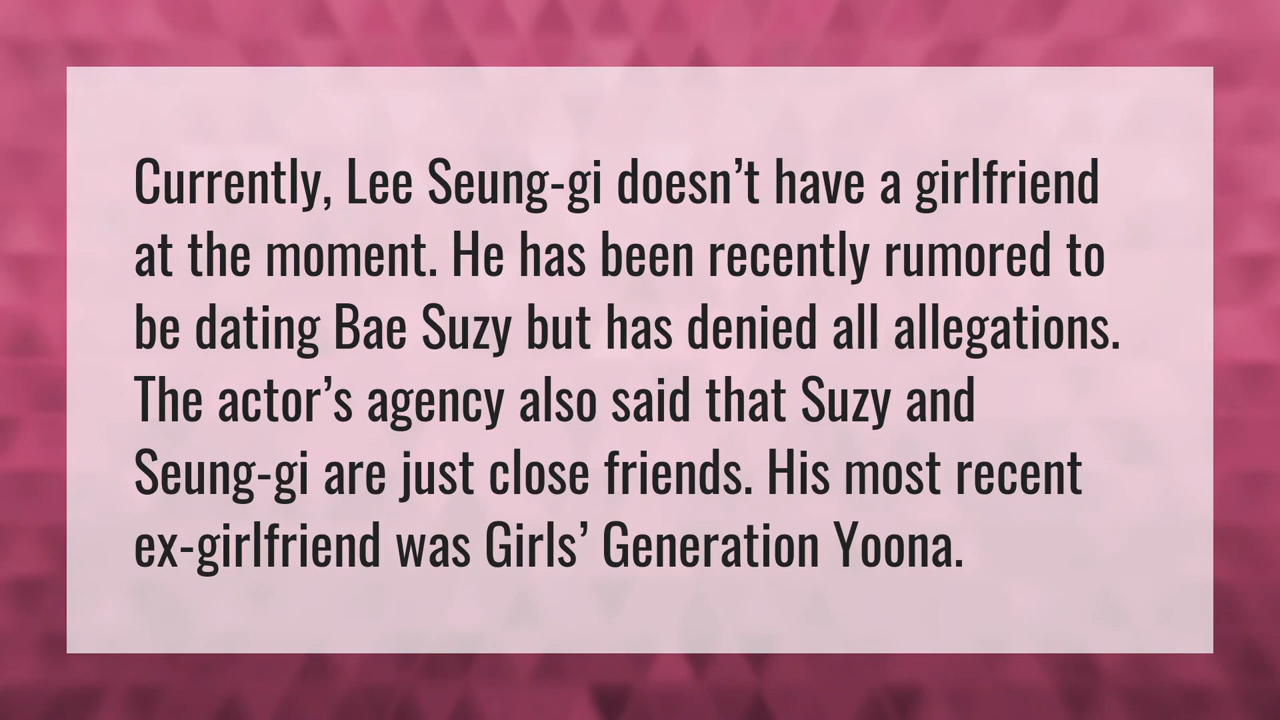 Currently, Lee Seung-gi doesn’t have a girlfriend
at the moment. He has been recently rumored to
be dating Bae Suzy but has denied all allegations.
The actor’s agency also said that Suzy and
Seung-gi are just close friends. His most recent
ex-girlfriend was Girls’ Generation Yoona.